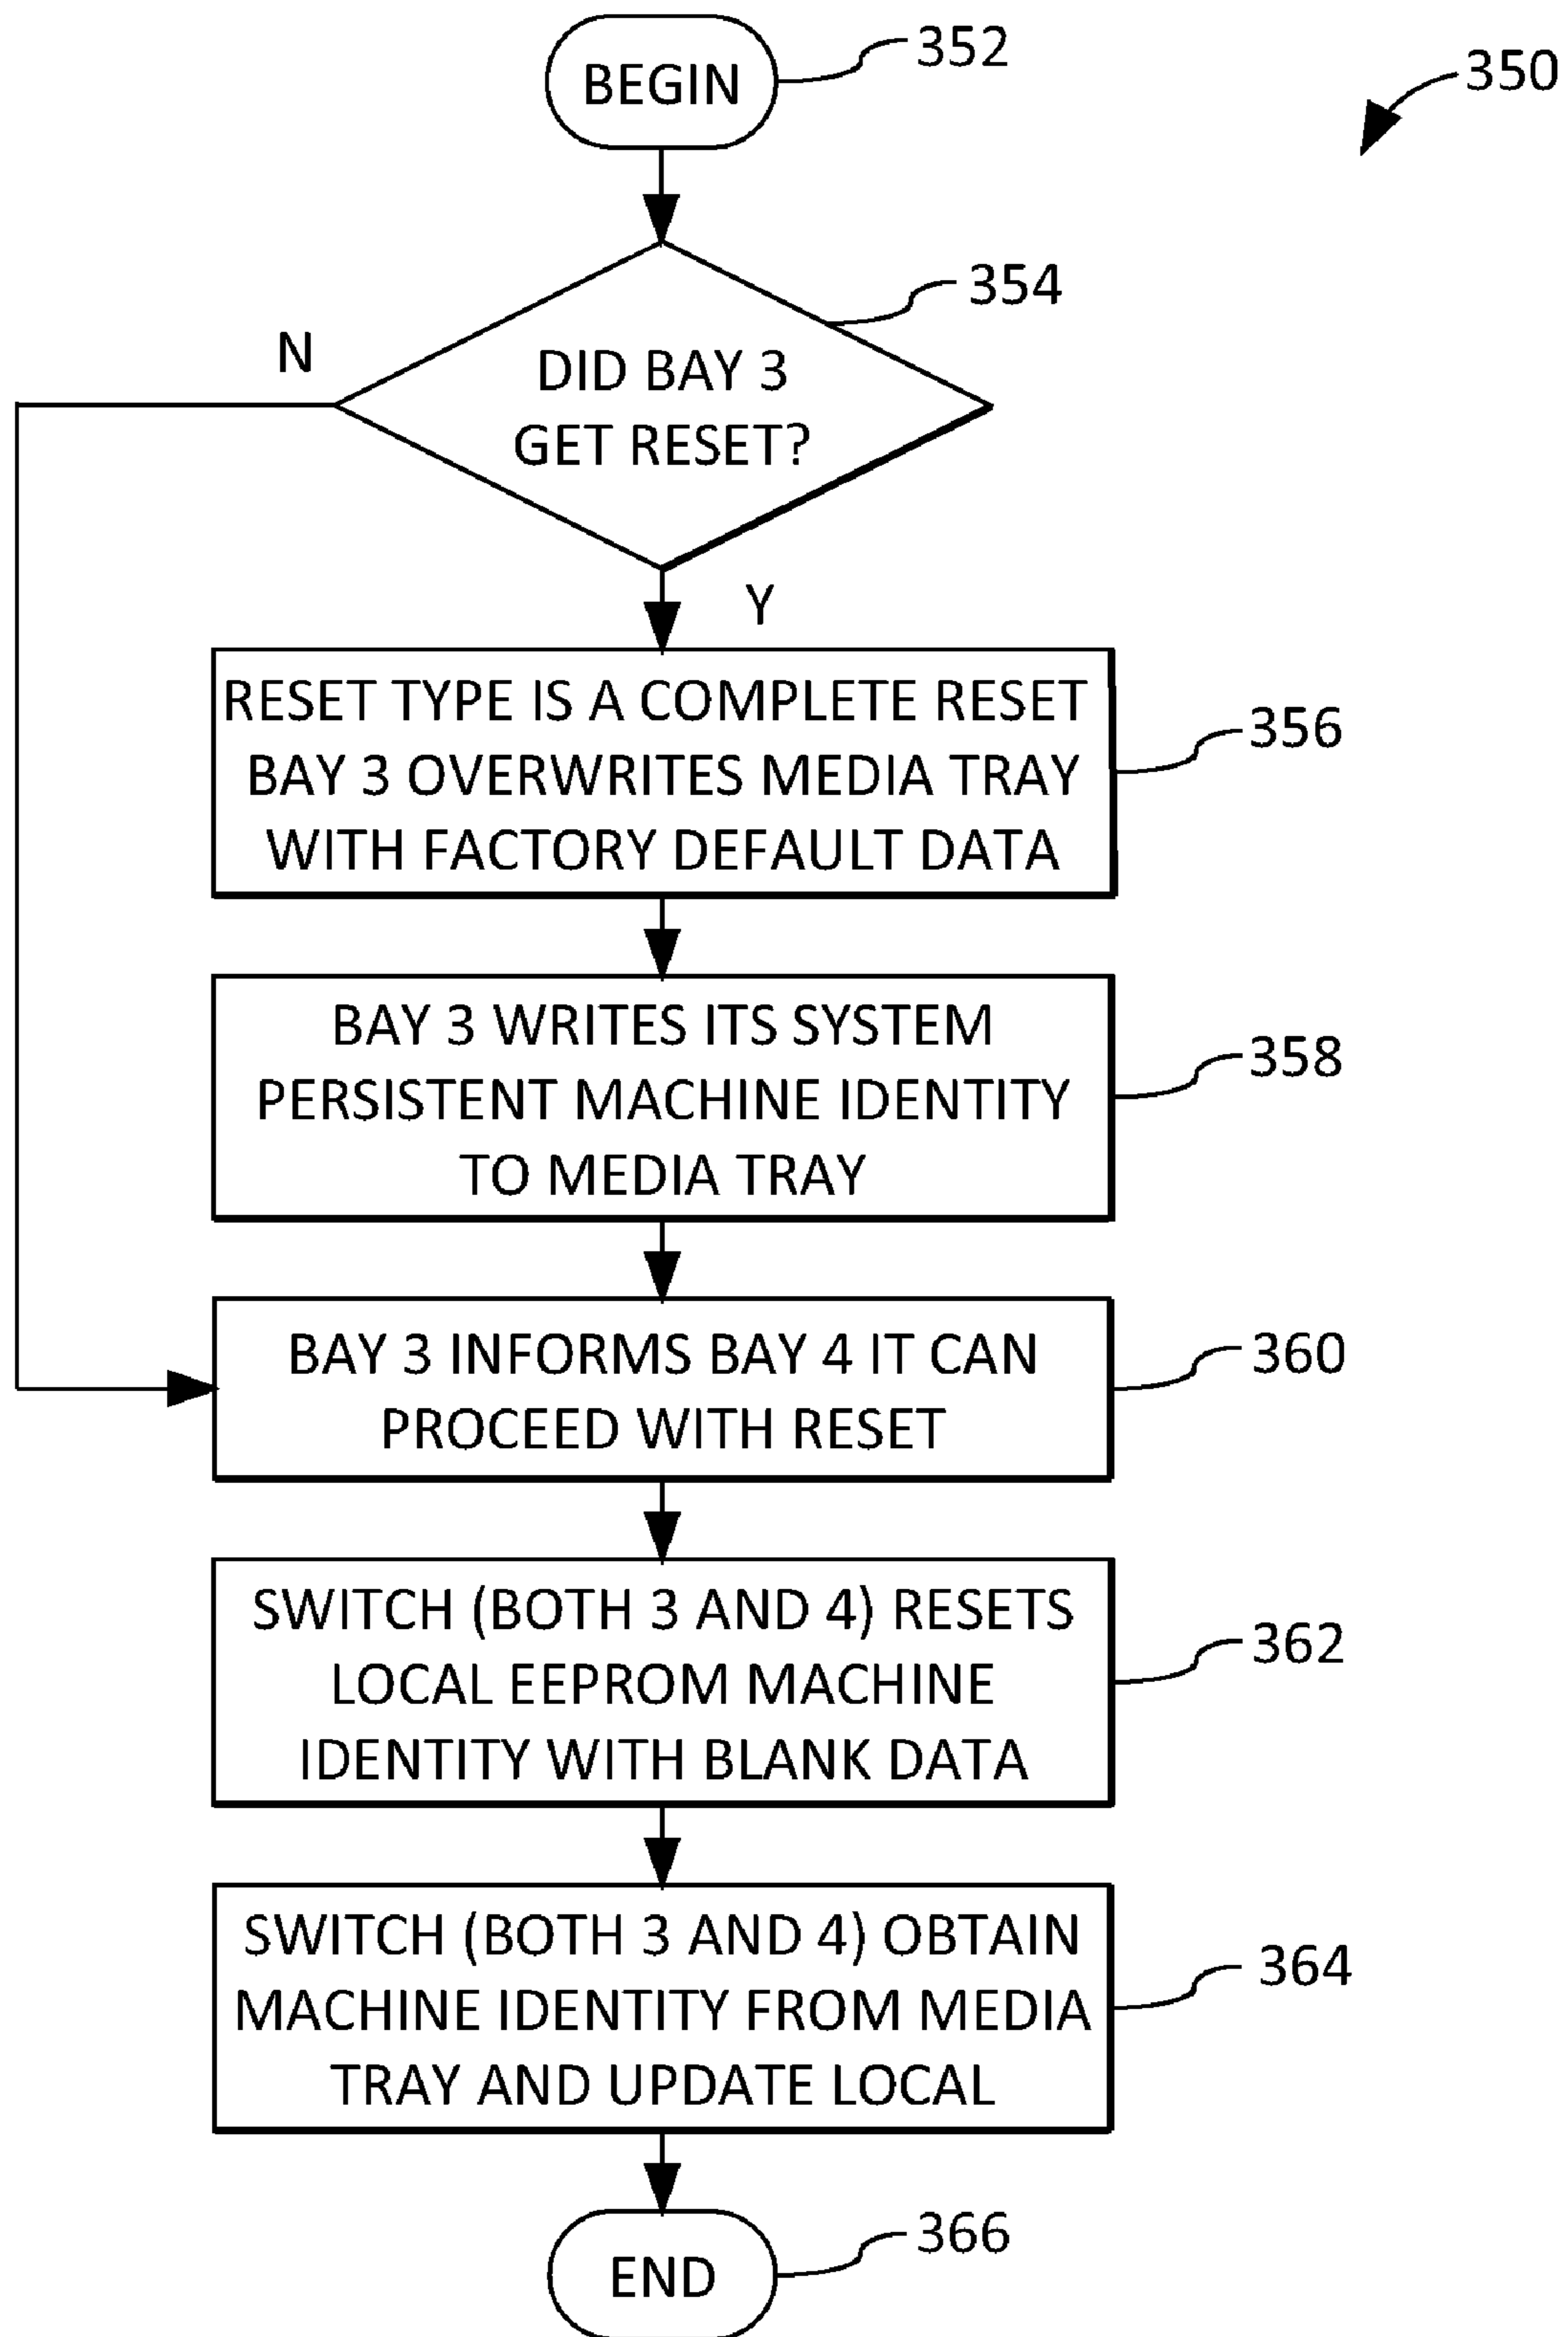 BEGIN
352
350
354
N
DID BAY 3
GET RESET?
Y
RESET TYPE IS A COMPLETE RESET
BAY 3 OVERWRITES MEDIA TRAY
WITH FACTORY DEFAULT DATA
356
BAY 3 WRITES ITS SYSTEM
PERSISTENT MACHINE IDENTITY
TO MEDIA TRAY
358
BAY 3 INFORMS BAY 4 IT CAN
PROCEED WITH RESET
360
SWITCH (BOTH 3 AND 4) RESETS
LOCAL EEPROM MACHINE
IDENTITY WITH BLANK DATA
362
SWITCH (BOTH 3 AND 4) OBTAIN
MACHINE IDENTITY FROM MEDIA
TRAY AND UPDATE LOCAL
364
END
366